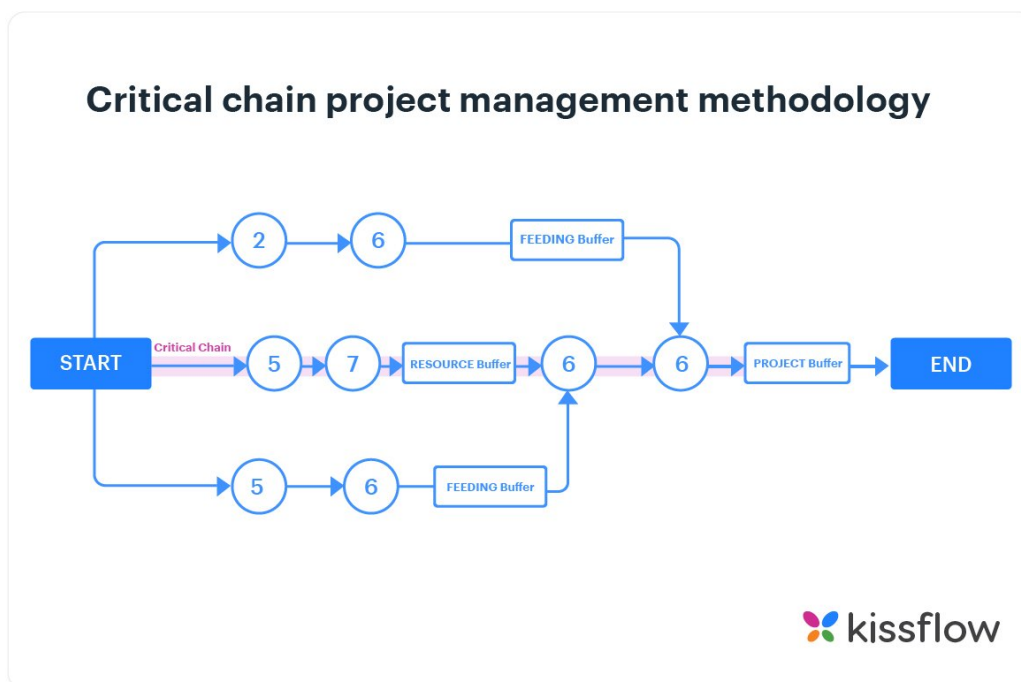 Critical chain project management methodology
2
6
FEEDING Buffer
START
Critical Chain
5
7
RESOURCE Buffer
6
6
PROJECT Buffer
END
5
6
FEEDING Buffer
kissflow